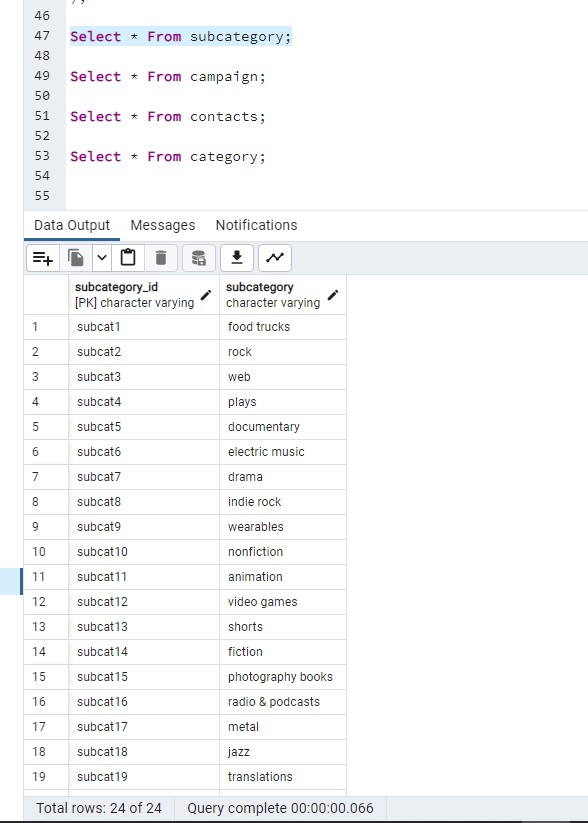 46
47 Select * From subcategory;
48
49 Select * From campaign;
50
51 Select * From contacts;
52
53 Select * From category;
54
55
Data Output Messages Notifications
subcategory_id subcategory
[PK] character varying character varying
1 subcat1 food trucks
2 subcat2 rock
3 subcat3 web
4 subcat4 plays
5 subcat5 documentary
6 subcat6 electric music
7 subcat7 drama
8 subcat8 indie rock
9 subcat9 wearables
10 subcat10 nonfiction
11 subcat11 animation
12 subcat12 video games
13 subcat13 shorts
14 subcat14 fiction
15 subcat15 photography books
16 subcat16 radio & podcasts
17 subcat17 metal
18 subcat18 jazz
19 subcat19 translations
Total rows: 24 of 24 Query complete 00:00:00.066